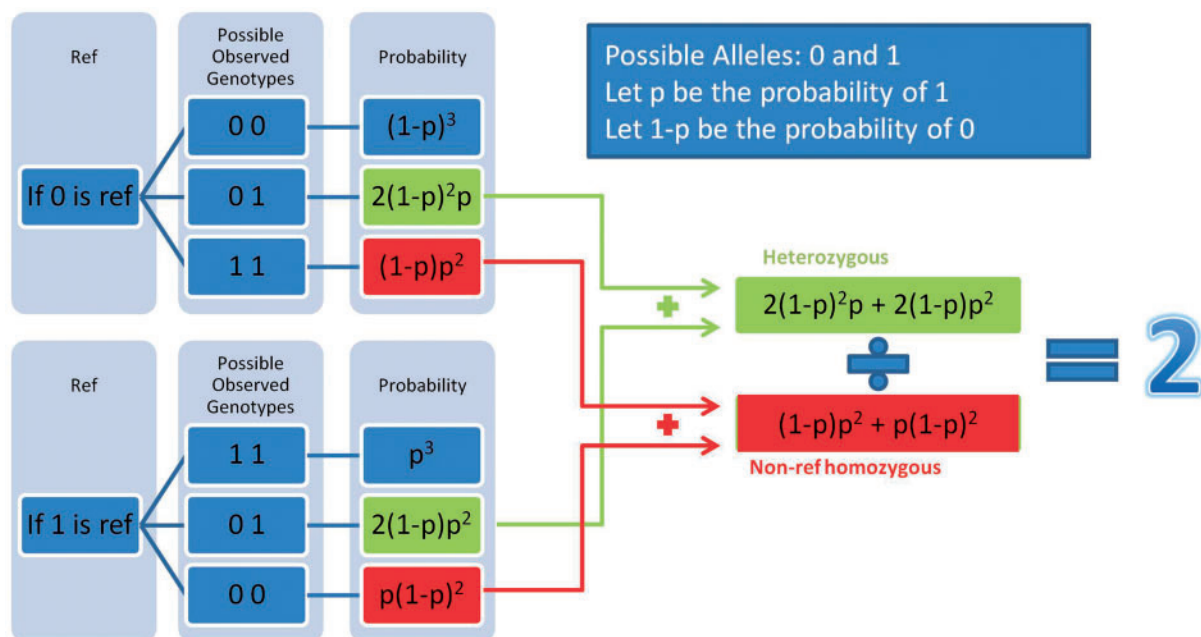 Ref
Possible
Observed
Genotypes
Probability
If 0 is ref
0 0
(1-p)³
0 1
2(1-p)²p
1 1
(1-p)p²
Ref
Possible
Observed
Genotypes
Probability
If 1 is ref
1 1
p³
0 1
2(1-p)p²
0 0
p(1-p)²
Possible Alleles: 0 and 1
Let p be the probability of 1
Let 1-p be the probability of 0
Heterozygous
2(1-p)²p + 2(1-p)p²
÷
(1-p)p² + p(1-p)²
Non-ref homozygous
= 2
+
+